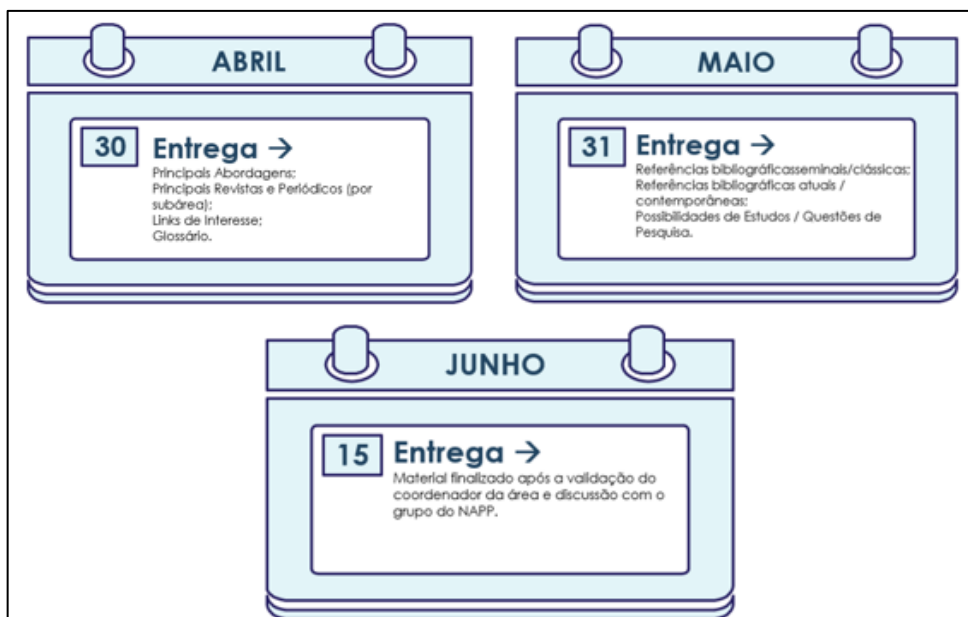 ABRIL
30
Entrega →
Principais Abordagens;
Principais Revistas e Periódicos (por
subárea);
Links de Interesse;
Glossário.
MAIO
31
Entrega →
Referências bibliográficasseminais/clássicas;
Referências bibliográficas atuais /
contemporâneas;
Possibilidades de Estudos / Questões de
Pesquisa.
JUNHO
15
Entrega →
Material finalizado após a validação do
coordenador da área e discussão com o
grupo do NAPP.